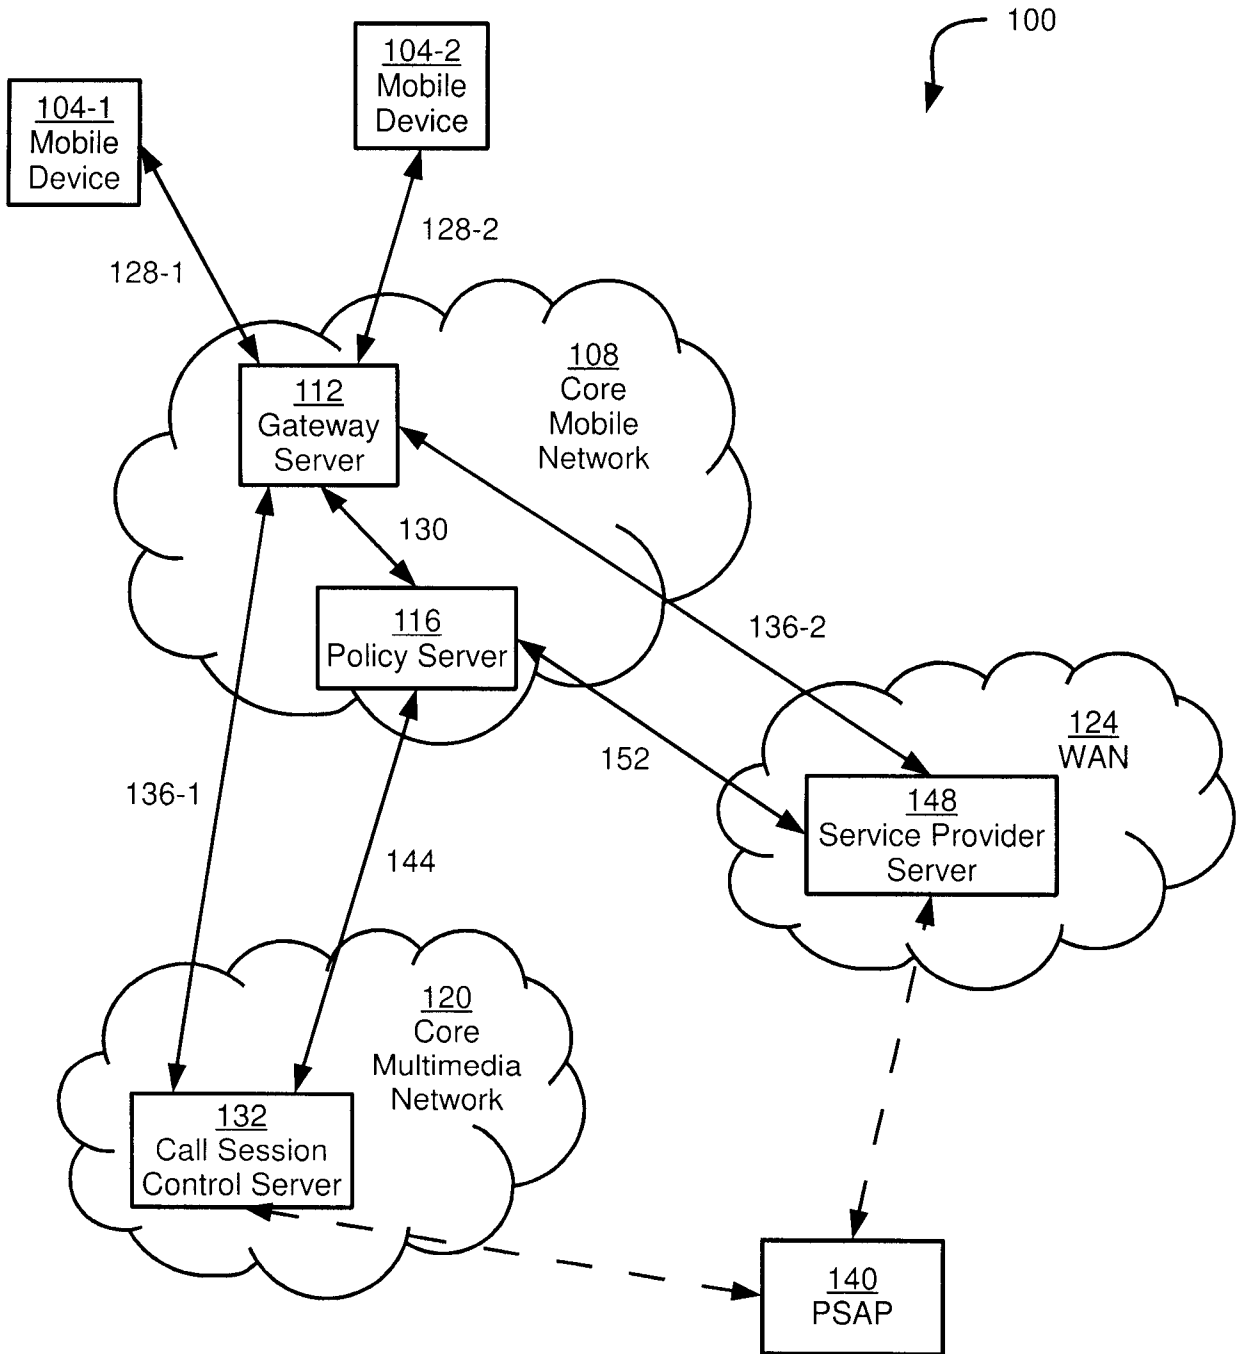 100
104-2
Mobile
Device
104-1
Mobile
Device
128-2
128-1
108
Core
Mobile
Network
112
Gateway
Server
130
116
Policy Server
136-2
124
WAN
152
136-1
148
Service Provider
Server
144
120
Core
Multimedia
Network
132
Call Session
Control Server
140
PSAP